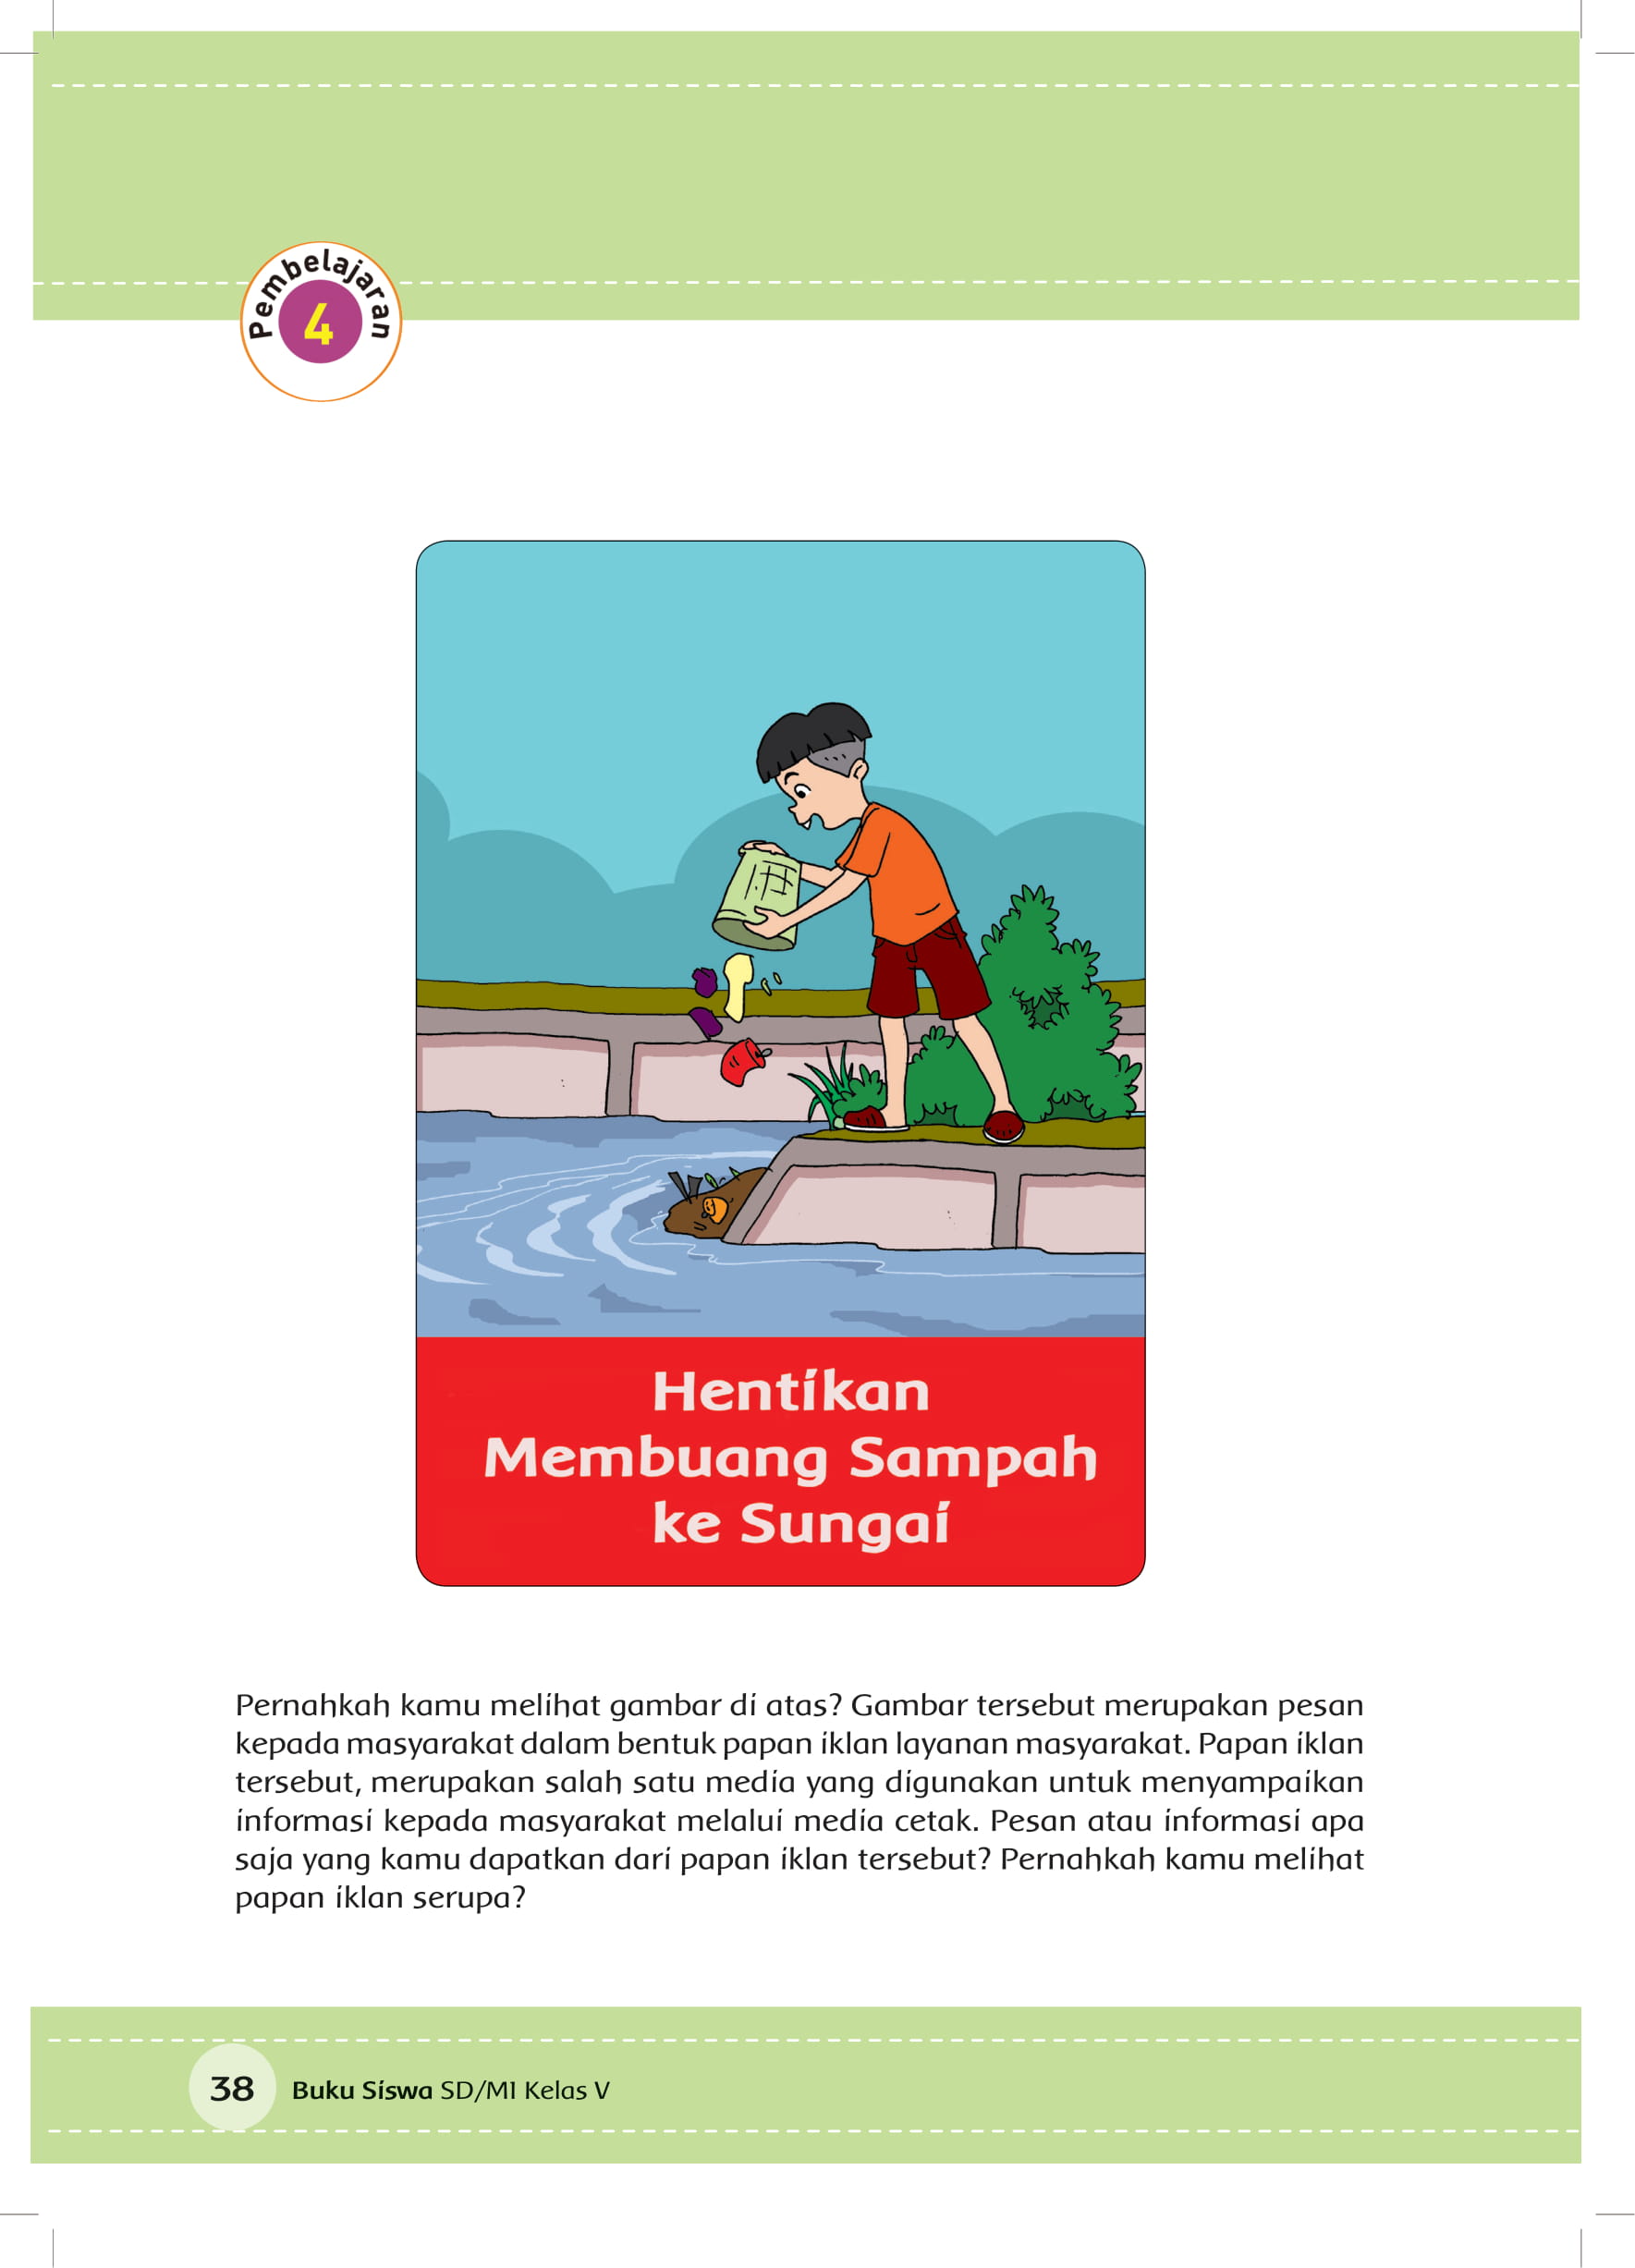 Pembelajaran
4
Hentikan
Membuang Sampah
ke Sungai
Pernahkah kamu melihat gambar di atas? Gambar tersebut merupakan pesan
kepada masyarakat dalam bentuk papan iklan layanan masyarakat. Papan iklan
tersebut, merupakan salah satu media yang digunakan untuk menyampaikan
informasi kepada masyarakat melalui media cetak. Pesan atau informasi apa
saja yang kamu dapatkan dari papan iklan tersebut? Pernahkah kamu melihat
papan iklan serupa?
38 Buku Siswa SD/MI Kelas V